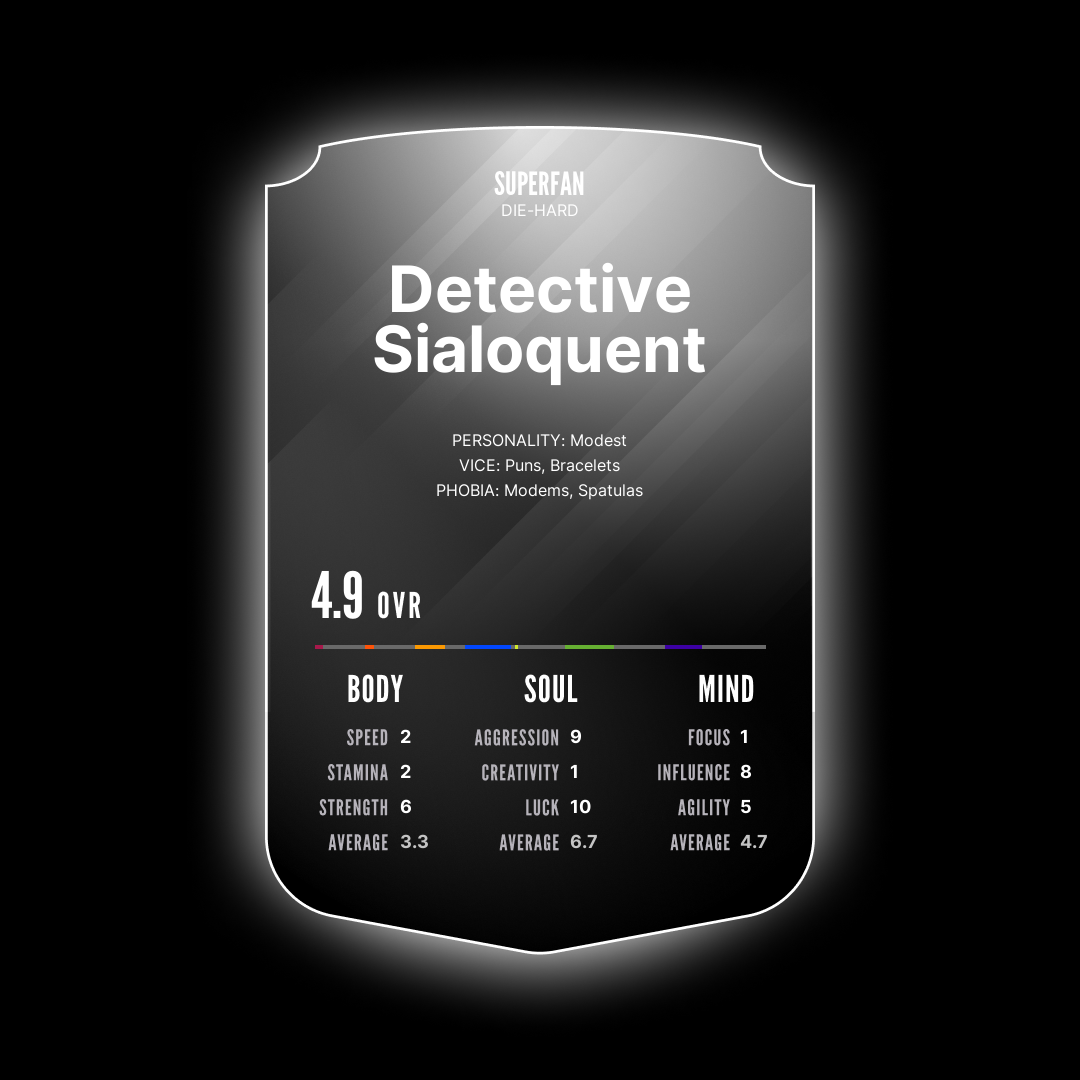 SUPERFAN
DIE-HARD
Detective
Sialoquent
PERSONALITY: Modest
VICE: Puns, Bracelets
PHOBIA: Modems, Spatulas
4.9 OVR
BODY SOUL MIND
SPEED 2 AGGRESSION 9 FOCUS 1
STAMINA 2 CREATIVITY 1 INFLUENCE 8
STRENGTH 6 LUCK 10 AGILITY 5
AVERAGE 3.3 AVERAGE 6.7 AVERAGE 4.7